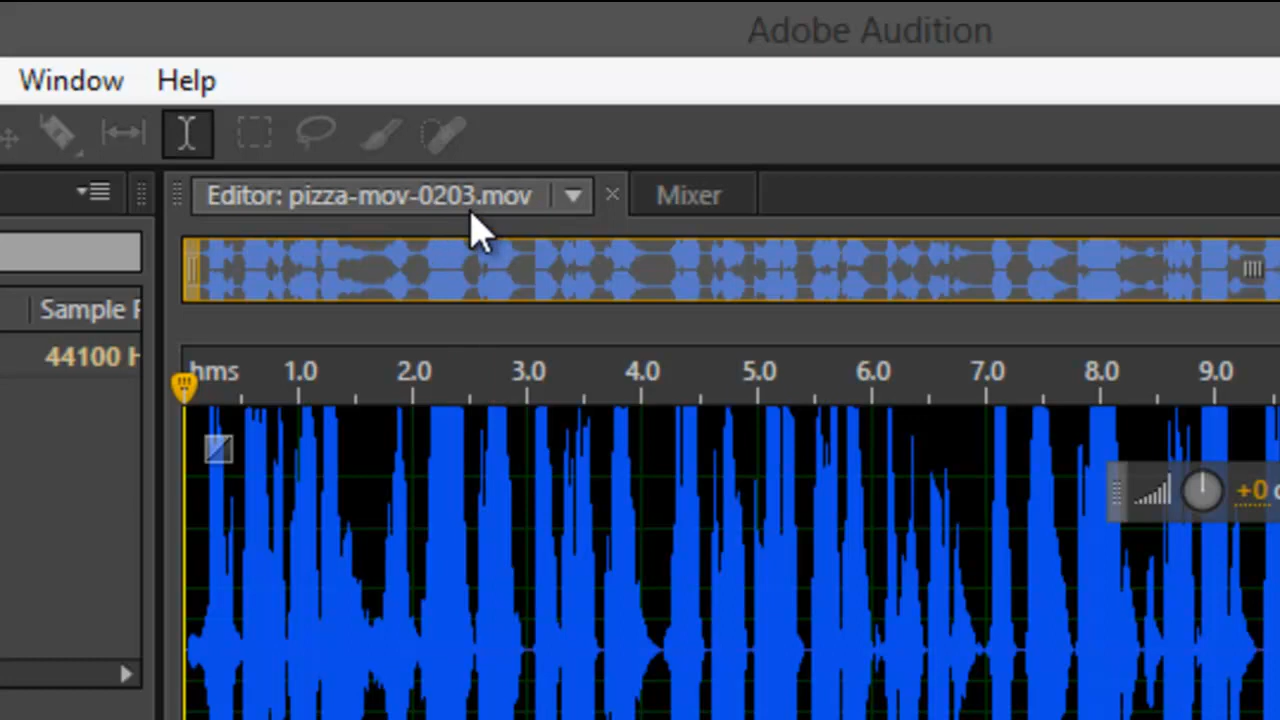 Adobe Audition
Window Help
Editor: pizza-mov-0203.mov Mixer
Sample
44100
hms 1.0 2.0 3.0 4.0 5.0 6.0 7.0 8.0 9.0
+0